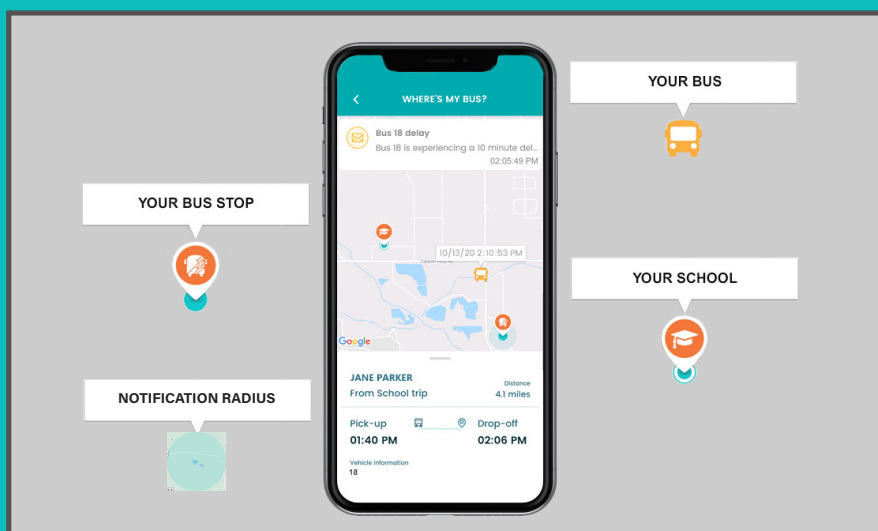 YOUR BUS
YOUR BUS STOP
YOUR SCHOOL
NOTIFICATION RADIUS
WHERE'S MY BUS?
Bus 18 delay
Bus 18 is experiencing a 10 minute del...
02:05:49 PM
10/13/20 2:10:53 PM
Google
JANE PARKER
From School trip
Distance
4.1 miles
Pick-up
Drop-off
01:40 PM
02:06 PM
Vehicle information
18